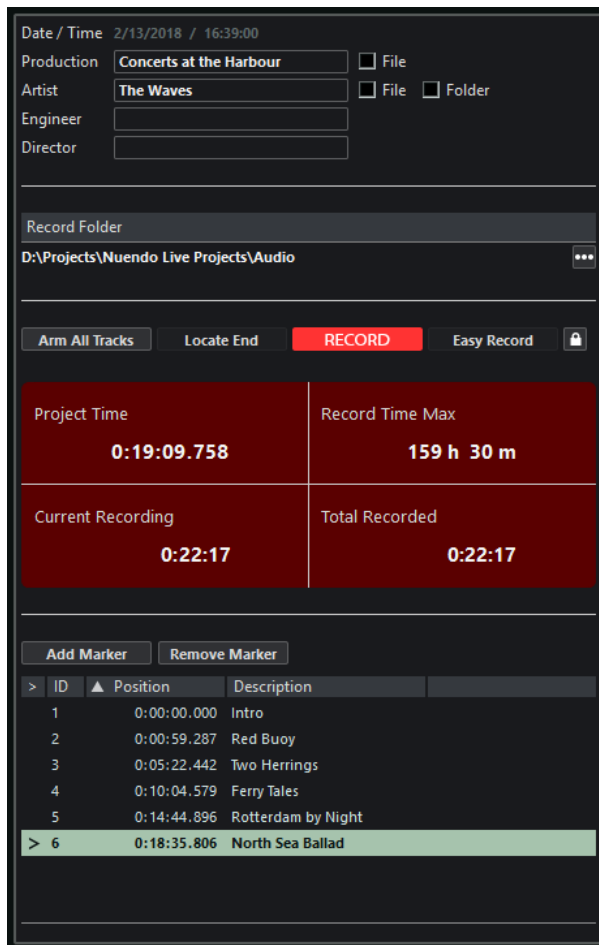 Date / Time 2/13/2018 / 16:39:00
Production Concerts at the Harbour File
Artist The Waves File Folder
Engineer
Director
Record Folder
D:\Projects\Nuendo Live Projects\Audio •••
Arm All Tracks Locate End RECORD Easy Record
Project Time Record Time Max
0:19:09.758 159 h 30 m
Current Recording Total Recorded
0:22:17 0:22:17
Add Marker Remove Marker
> ID ▲ Position Description
1 0:00:00.000 Intro
2 0:00:59.287 Red Buoy
3 0:05:22.442 Two Herrings
4 0:10:04.579 Ferry Tales
5 0:14:44.896 Rotterdam by Night
> 6 0:18:35.806 North Sea Ballad